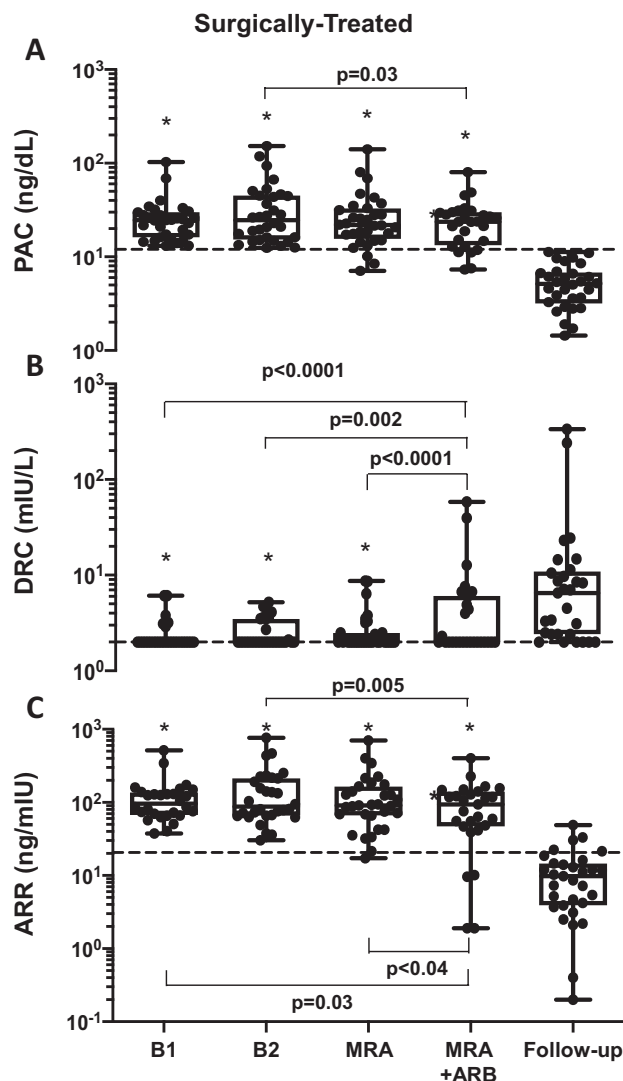 Surgically-Treated
A
PAC (ng/dL)
10³
10²
10¹
10⁰
p=0.03
*
*
*
*
*
B
DRC (mIU/L)
10³
10²
10¹
10⁰
p<0.0001
p=0.002
p<0.0001
*
*
*
C
ARR (ng/mIU)
10³
10²
10¹
10⁰
10⁻¹
p=0.005
*
*
*
*
*
p<0.04
p=0.03
B1
B2
MRA
MRA
+ARB
Follow-up